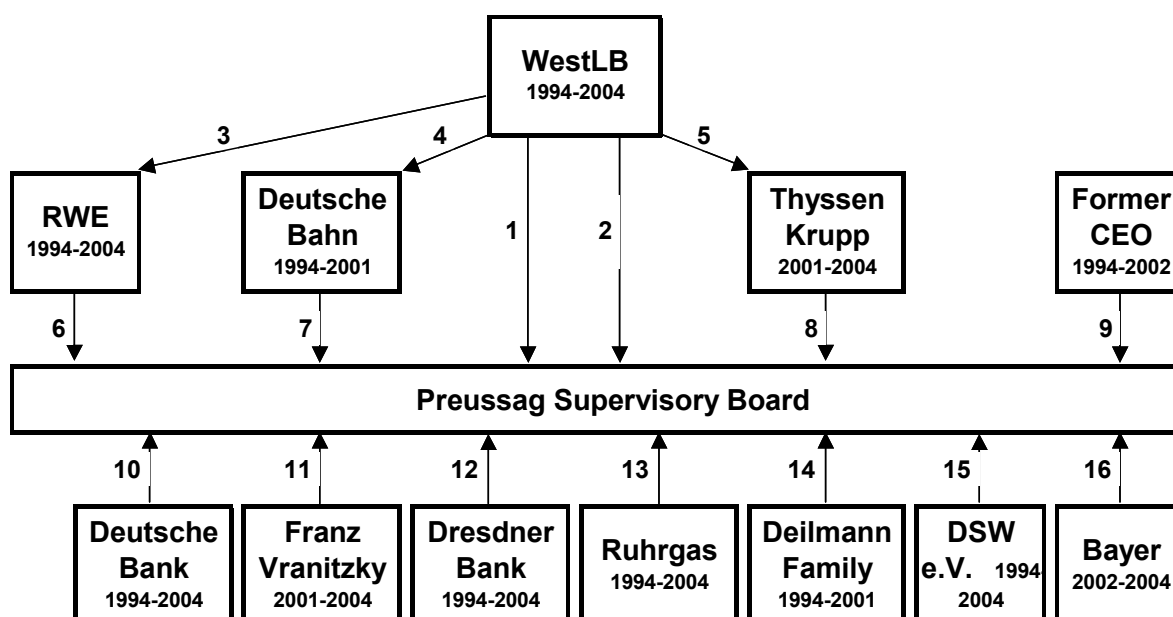 WestLB
1994-2004
3
4
5
RWE
1994-2004
Deutsche
Bahn
1994-2001
1
2
Thyssen
Krupp
2001-2004
Former
CEO
1994-2002
6
7
8
9
Preussag Supervisory Board
10
11
12
13
14
15
16
Deutsche
Bank
1994-2004
Franz
Vranitzky
2001-2004
Dresdner
Bank
1994-2004
Ruhrgas
1994-2004
Deilmann
Family
1994-2001
DSW
e.V. 1994-
2004
Bayer
2002-2004